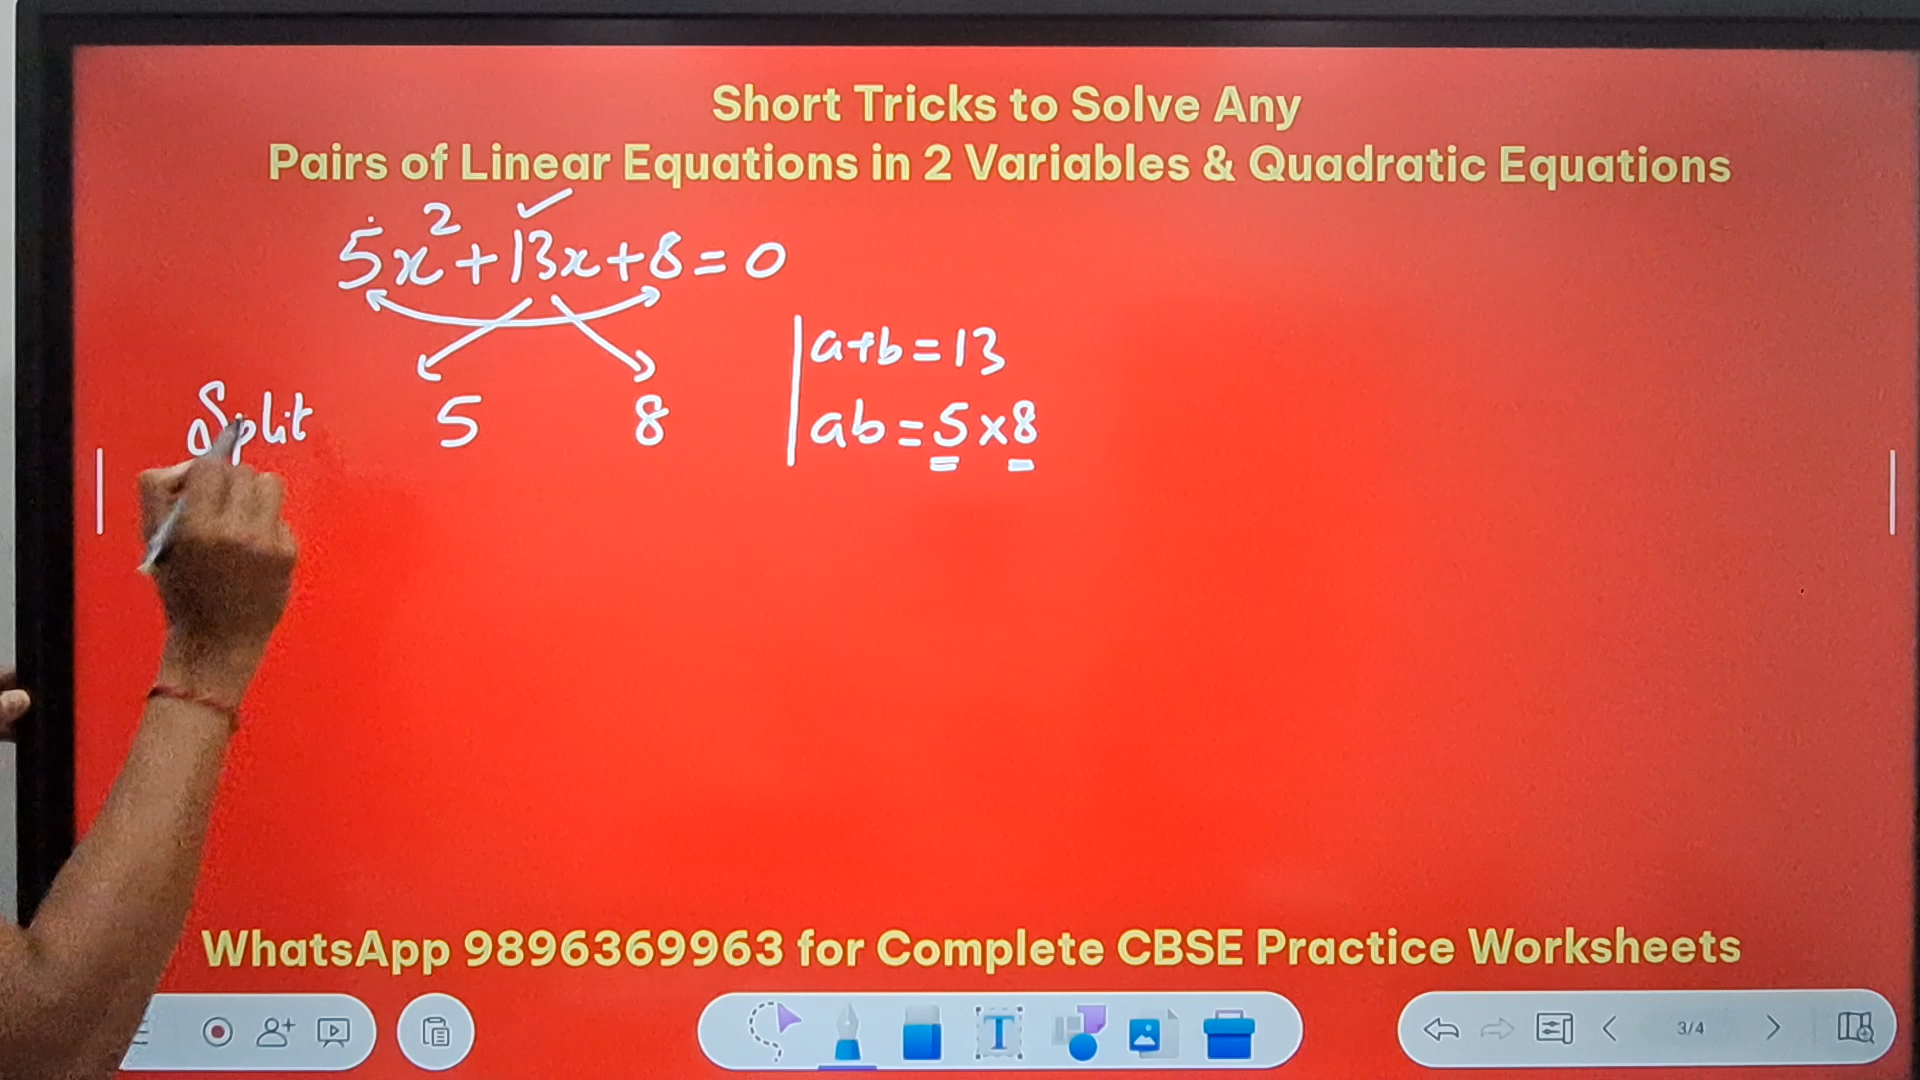 Short Tricks to Solve Any
Pairs of Linear Equations in 2 Variables & Quadratic Equations
5x²+13x+8=0
a+b=13
Split 5 8
ab=5×8
WhatsApp 9896369963 for Complete CBSE Practice Worksheets
T
3/4